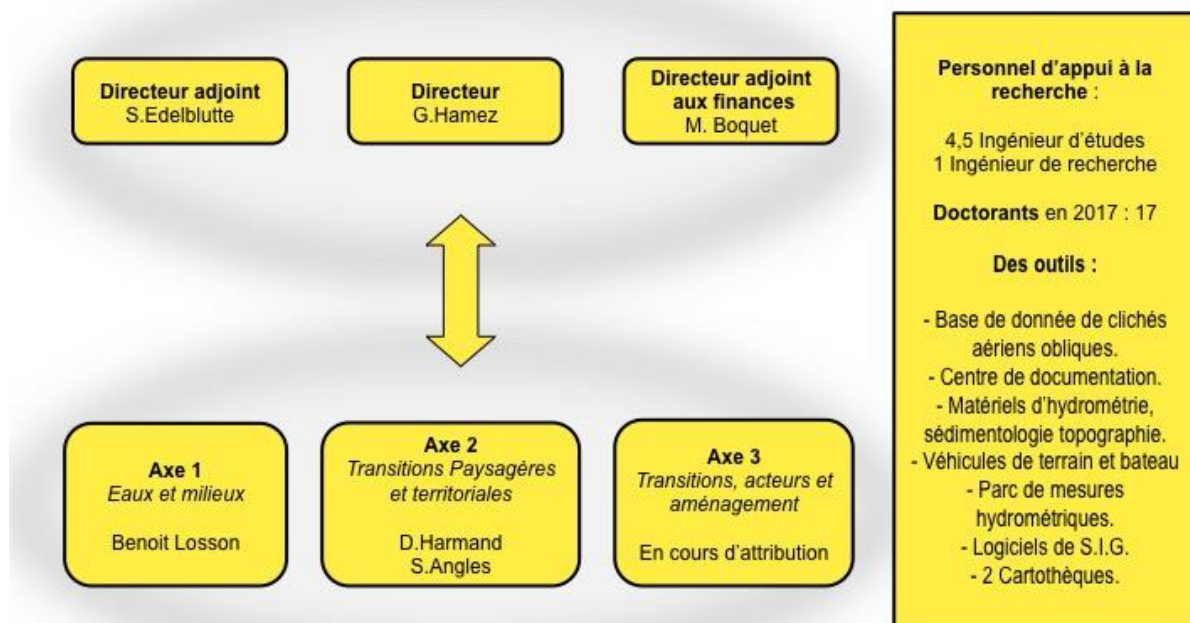 Directeur adjoint
S.Edelblutte
Directeur
G.Hamez
Directeur adjoint
aux finances
M. Boquet
Axe 1
Eaux et milieux
Benoit Losson
Axe 2
Transitions Paysagères
et territoriales
D.Harmand
S.Angles
Axe 3
Transitions, acteurs et
aménagement
En cours d'attribution
Personnel d'appui à la
recherche :
4,5 Ingénieur d'études
1 Ingénieur de recherche
Doctorants en 2017 : 17
Des outils :
- Base de donnée de clichés
aériens obliques.
- Centre de documentation.
- Matériels d'hydrométrie,
sédimentologie topographie.
- Véhicules de terrain et bateau
- Parc de mesures
hydrométriques.
- Logiciels de S.I.G.
- 2 Cartothèques.